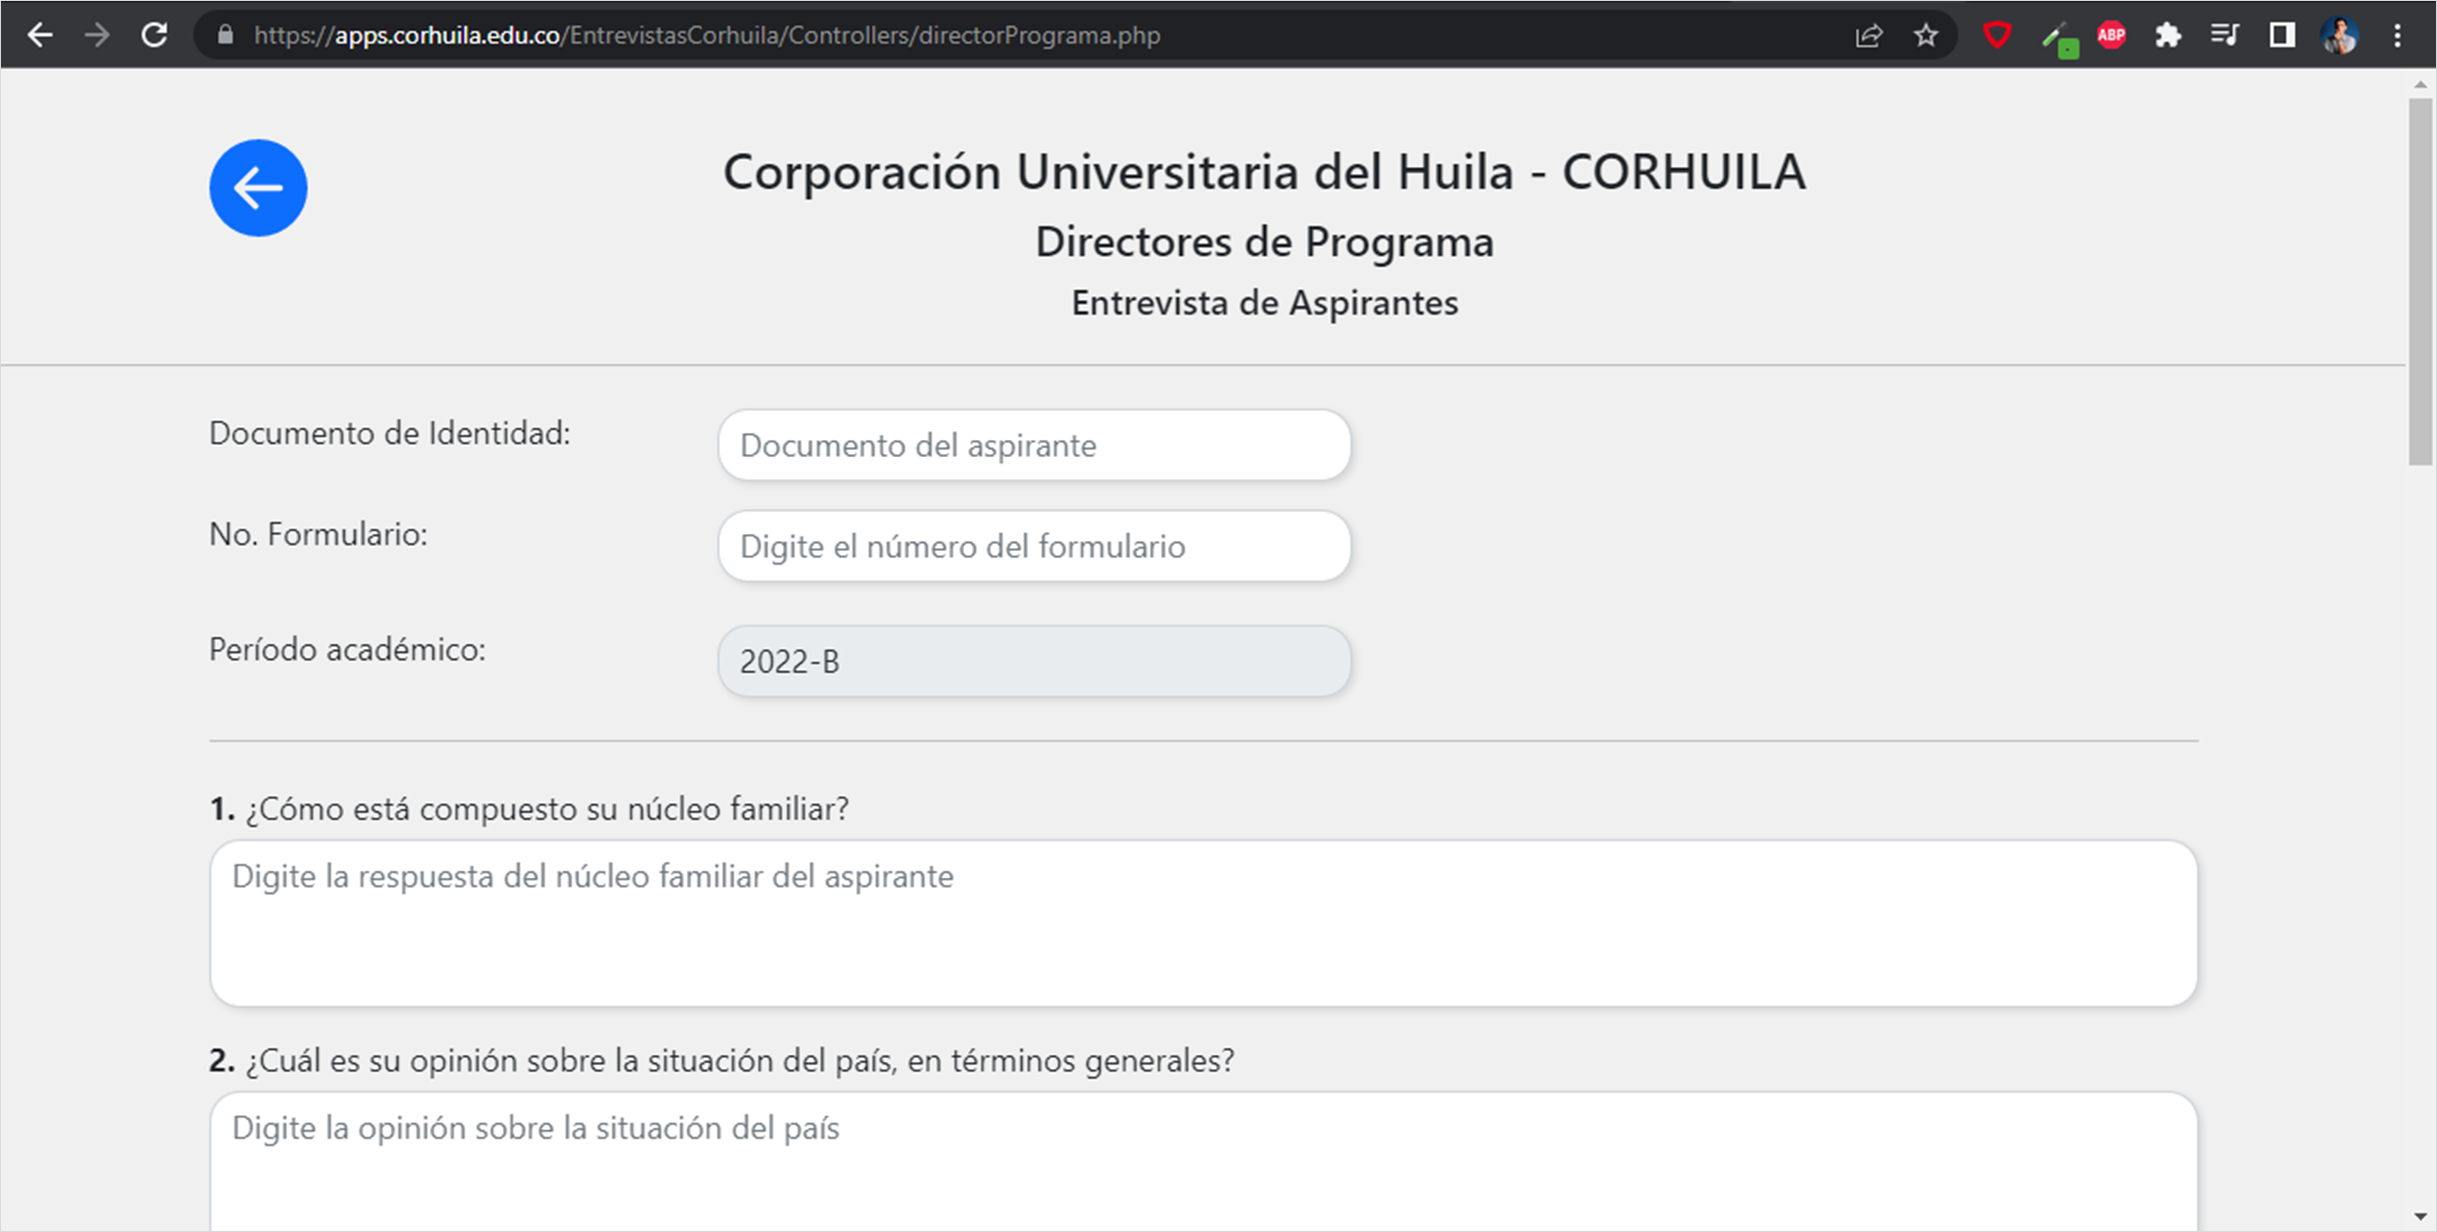 https://apps.corhuila.edu.co/EntrevistasCorhuila/Controllers/directorPrograma.php
ABP
Corporación Universitaria del Huila - CORHUILA
Directores de Programa
Entrevista de Aspirantes
Documento de Identidad:
Documento del aspirante
No. Formulario:
Digite el número del formulario
Período académico:
2022-B
1. ¿Cómo está compuesto su núcleo familiar?
Digite la respuesta del núcleo familiar del aspirante
2. ¿Cuál es su opinión sobre la situación del país, en términos generales?
Digite la opinión sobre la situación del país